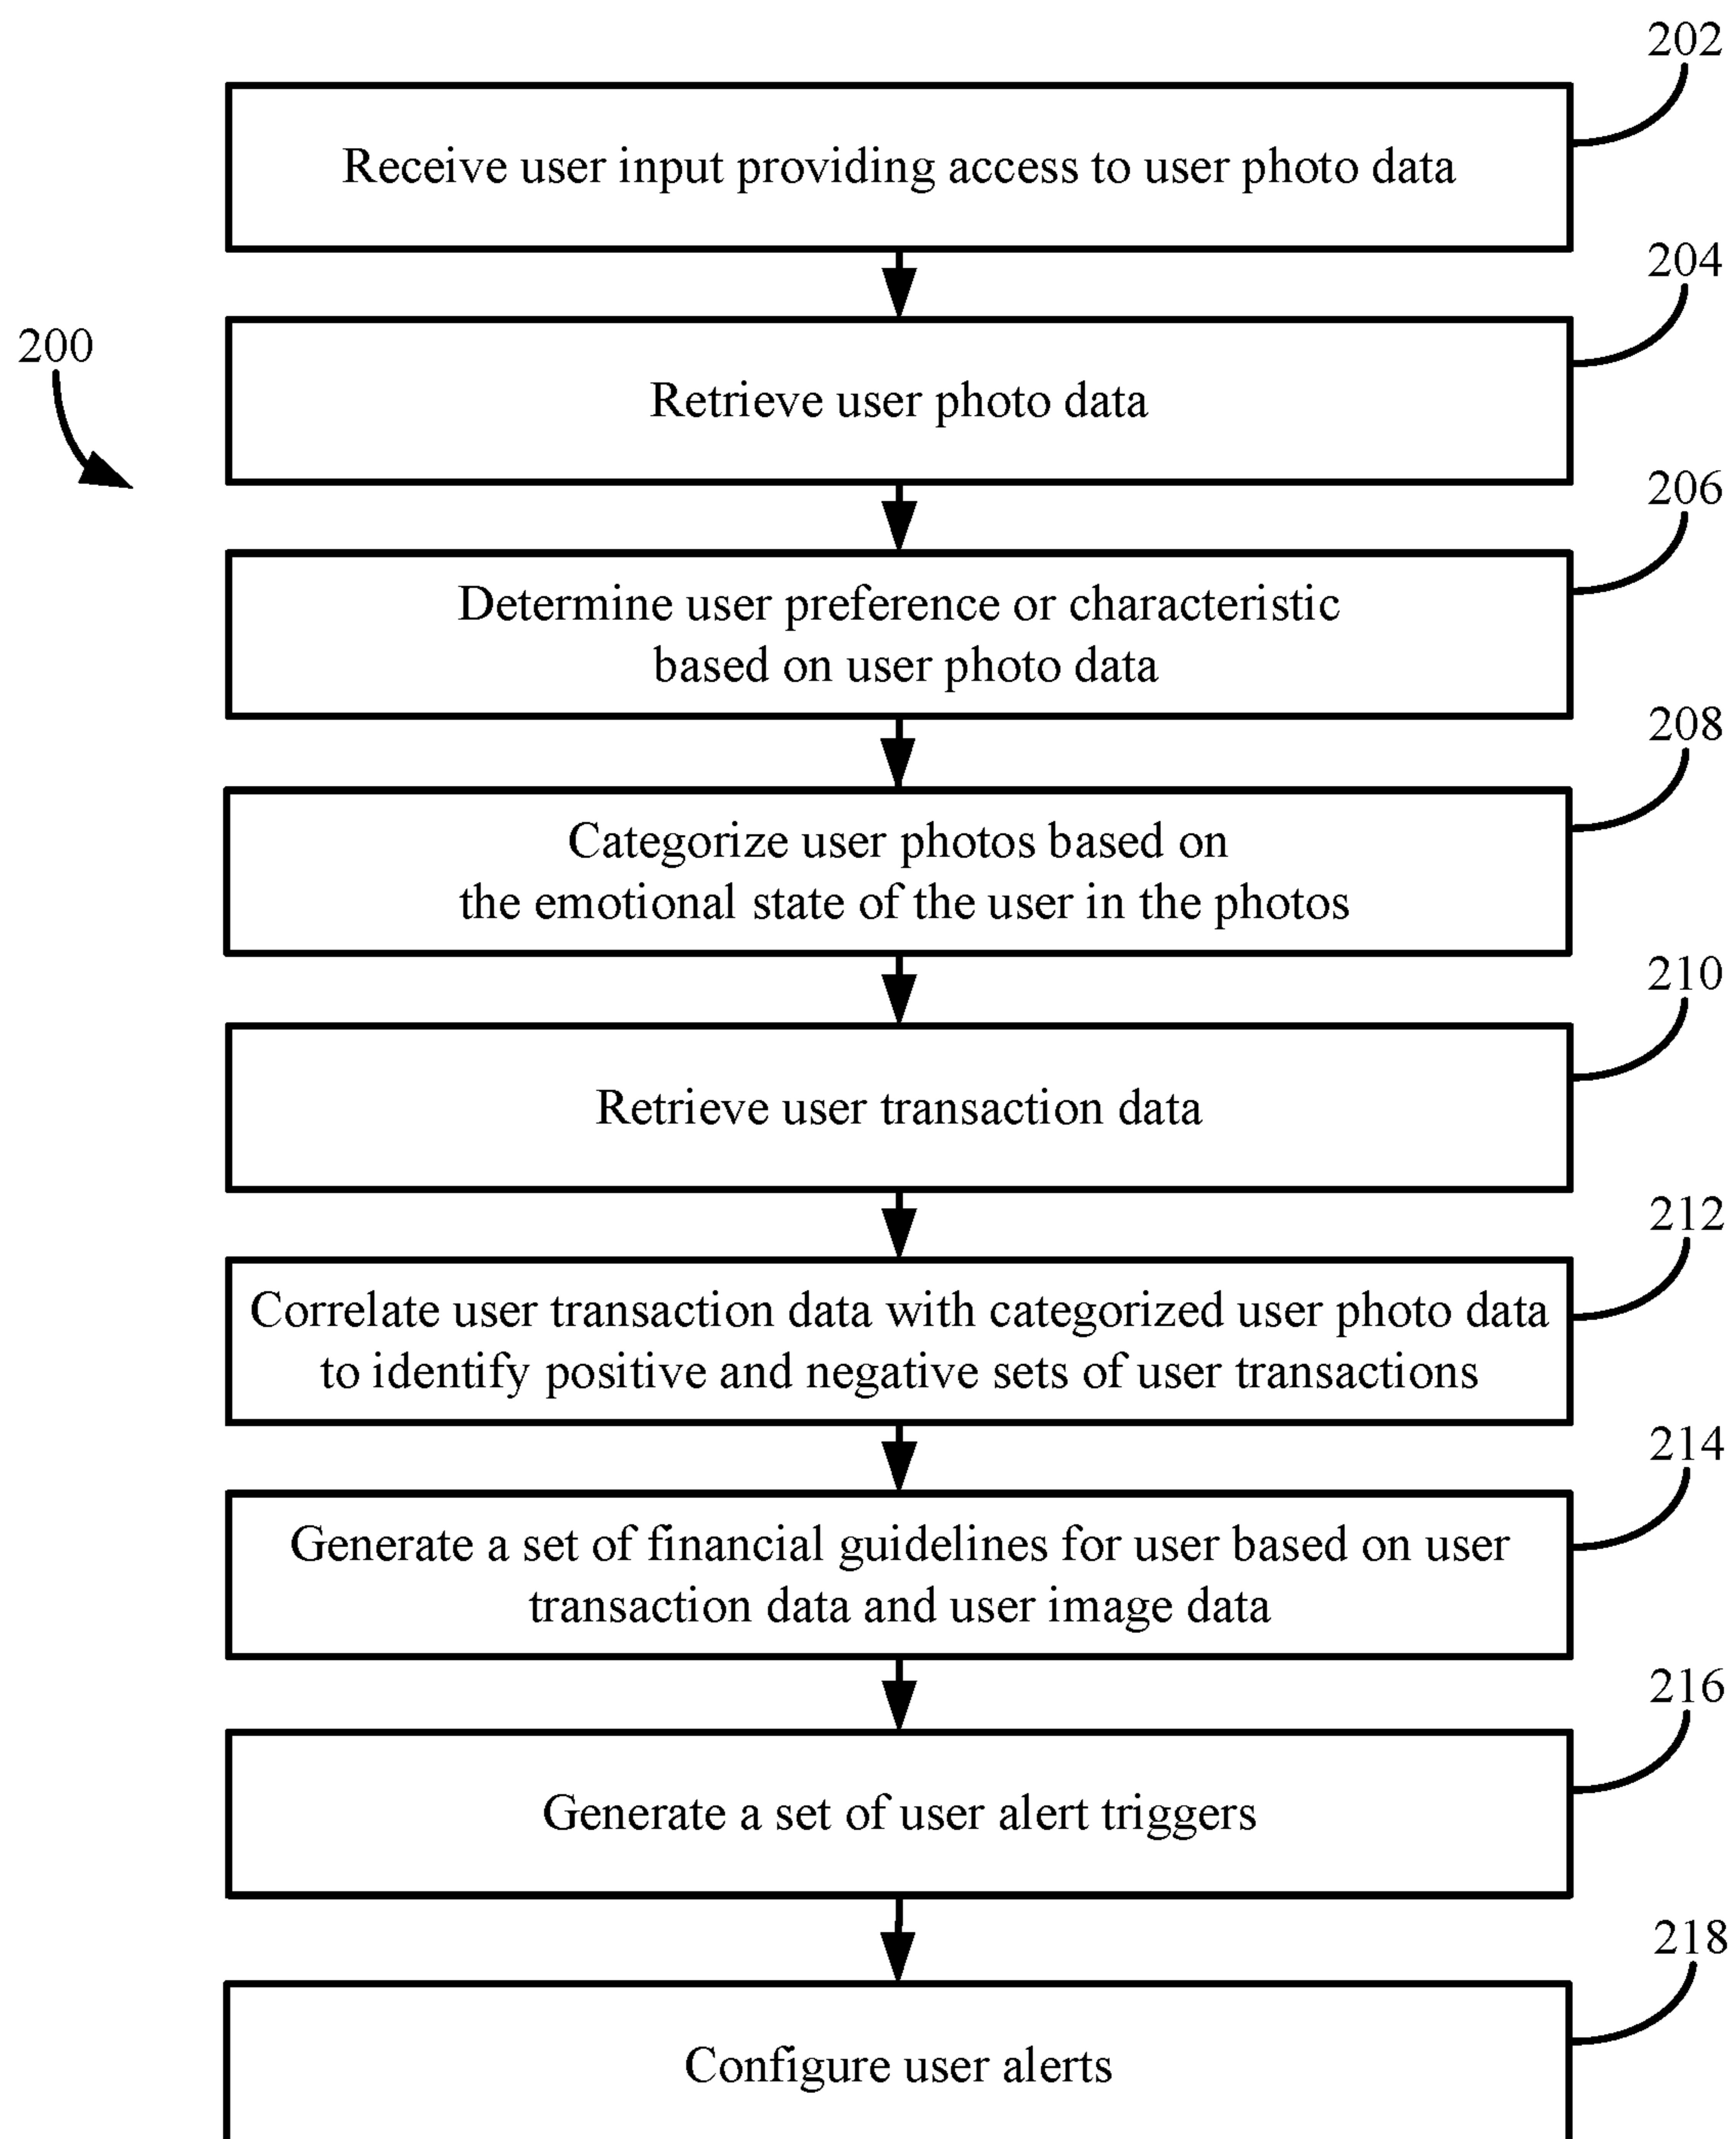 202
Receive user input providing access to user photo data
204
200
Retrieve user photo data
206
Determine user preference or characteristic
based on user photo data
208
Categorize user photos based on
the emotional state of the user in the photos
210
Retrieve user transaction data
212
Correlate user transaction data with categorized user photo data
to identify positive and negative sets of user transactions
214
Generate a set of financial guidelines for user based on user
transaction data and user image data
216
Generate a set of user alert triggers
218
Configure user alerts